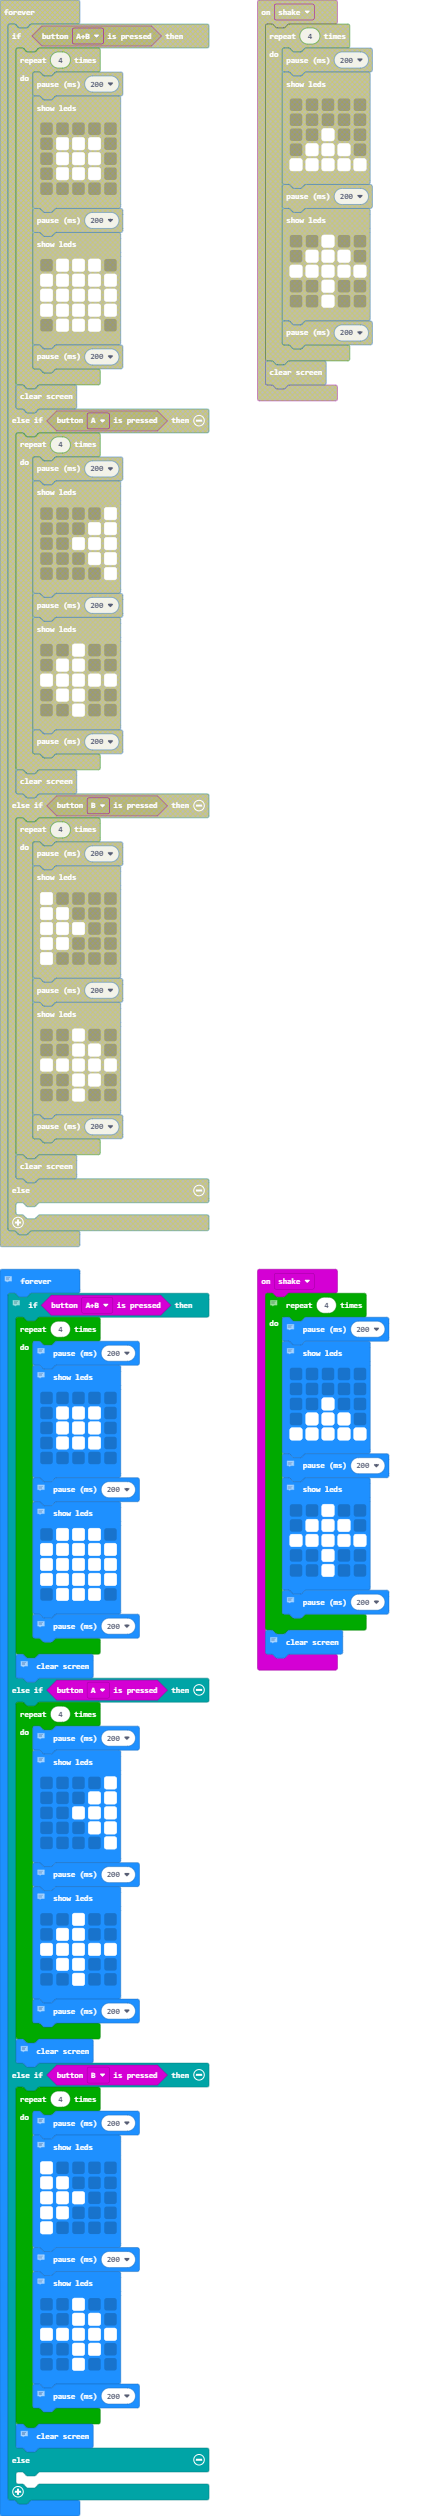 forever
if button A+B is pressed then
repeat 4 times
do pause (ms) 200
show leds
pause (ms) 200
show leds
pause (ms) 200
clear screen
else if button A is pressed then
repeat 4 times
do pause (ms) 200
show leds
pause (ms) 200
show leds
pause (ms) 200
clear screen
else if button B is pressed then
repeat 4 times
do pause (ms) 200
show leds
pause (ms) 200
show leds
pause (ms) 200
clear screen
else
on shake
repeat 4 times
do pause (ms) 200
show leds
pause (ms) 200
show leds
pause (ms) 200
clear screen
forever
if button A+B is pressed then
repeat 4 times
do pause (ms) 200
show leds
pause (ms) 200
show leds
pause (ms) 200
clear screen
else if button A is pressed then
repeat 4 times
do pause (ms) 200
show leds
pause (ms) 200
show leds
pause (ms) 200
clear screen
else if button B is pressed then
repeat 4 times
do pause (ms) 200
show leds
pause (ms) 200
show leds
pause (ms) 200
clear screen
else
on shake
repeat 4 times
do pause (ms) 200
show leds
pause (ms) 200
show leds
pause (ms) 200
clear screen